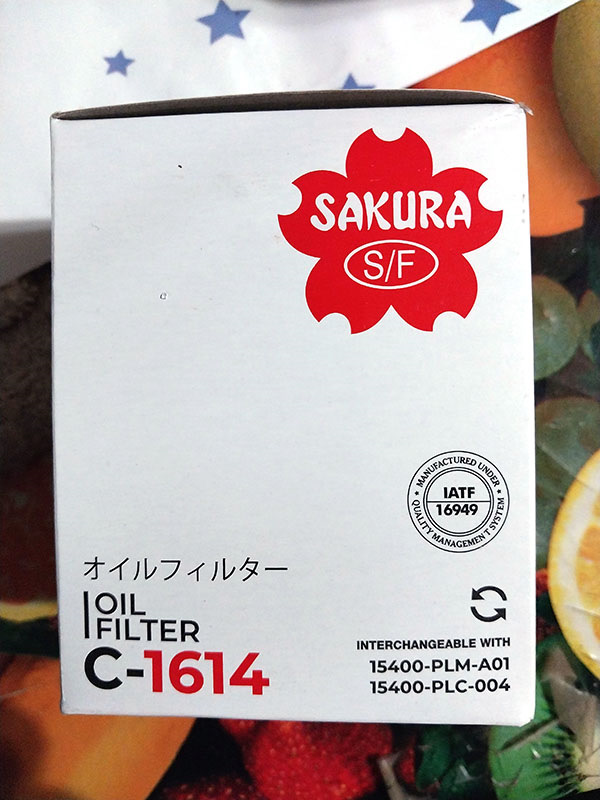 SAKURA
S/F
MANUFACTURED UNDER
IATF
16949
QUALITY MANAGEMENT SYSTEM
オイルフィルター
OIL
FILTER
C-1614
INTERCHANGEABLE WITH
15400-PLM-A01
15400-PLC-004